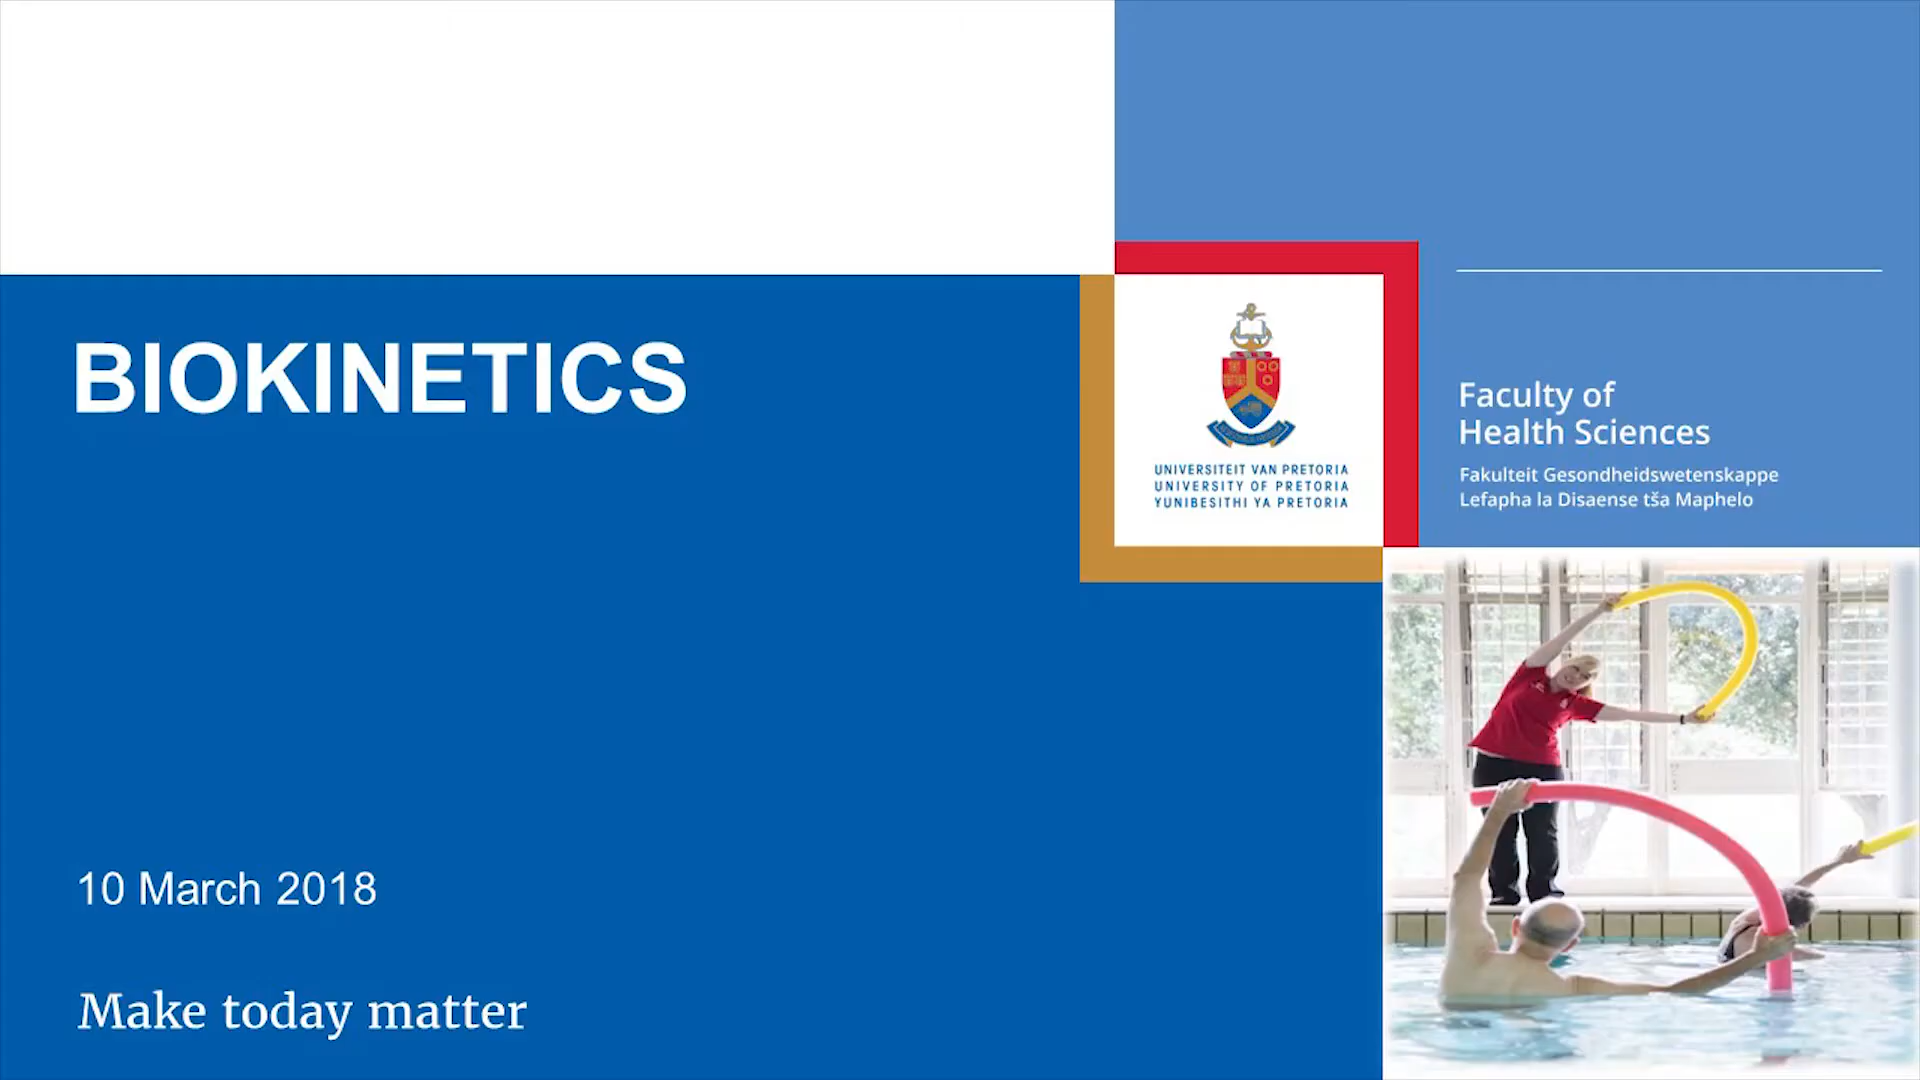 BIOKINETICS
10 March 2018
Make today matter
UNIVERSITEIT VAN PRETORIA
UNIVERSITY OF PRETORIA
YUNIBESITHI YA PRETORIA
Faculty of
Health Sciences
Fakulteit Gesondheidswetenskappe
Lefapha la Disaense tša Maphelo